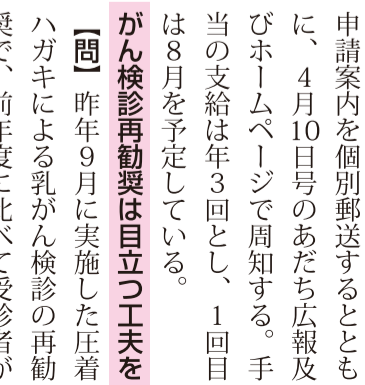 申請案内を個別郵送するととも
に、4月10日号のあだち広報及
びホームページで周知する。手
当の支給は年3回とし、1回目
は8月を予定している。
がん検診再勧奨は目立つ工夫を
【問】昨年9月に実施した圧着
ハガキによる乳がん検診の再勧
奨で、前年度に比べて受診者が